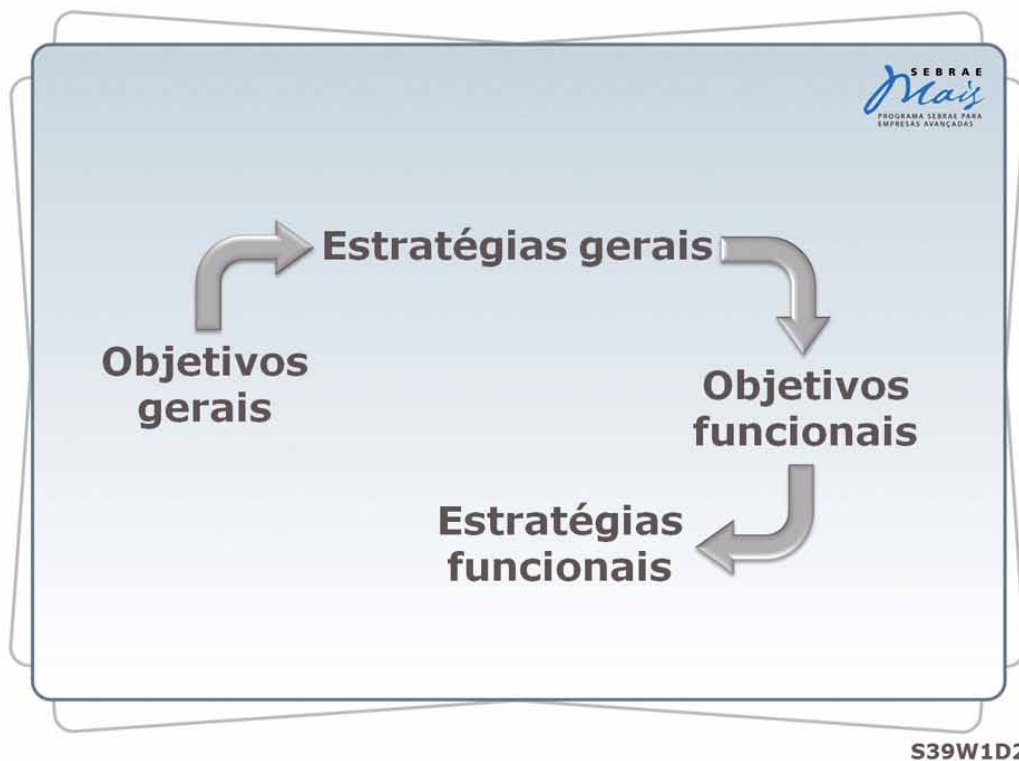 SEBRAE
Mais
PROGRAMA SEBRAE PARA
EMPRESAS AVANÇADAS
Estratégias gerais
Objetivos
gerais
Objetivos
funcionais
Estratégias
funcionais
S39W1D2